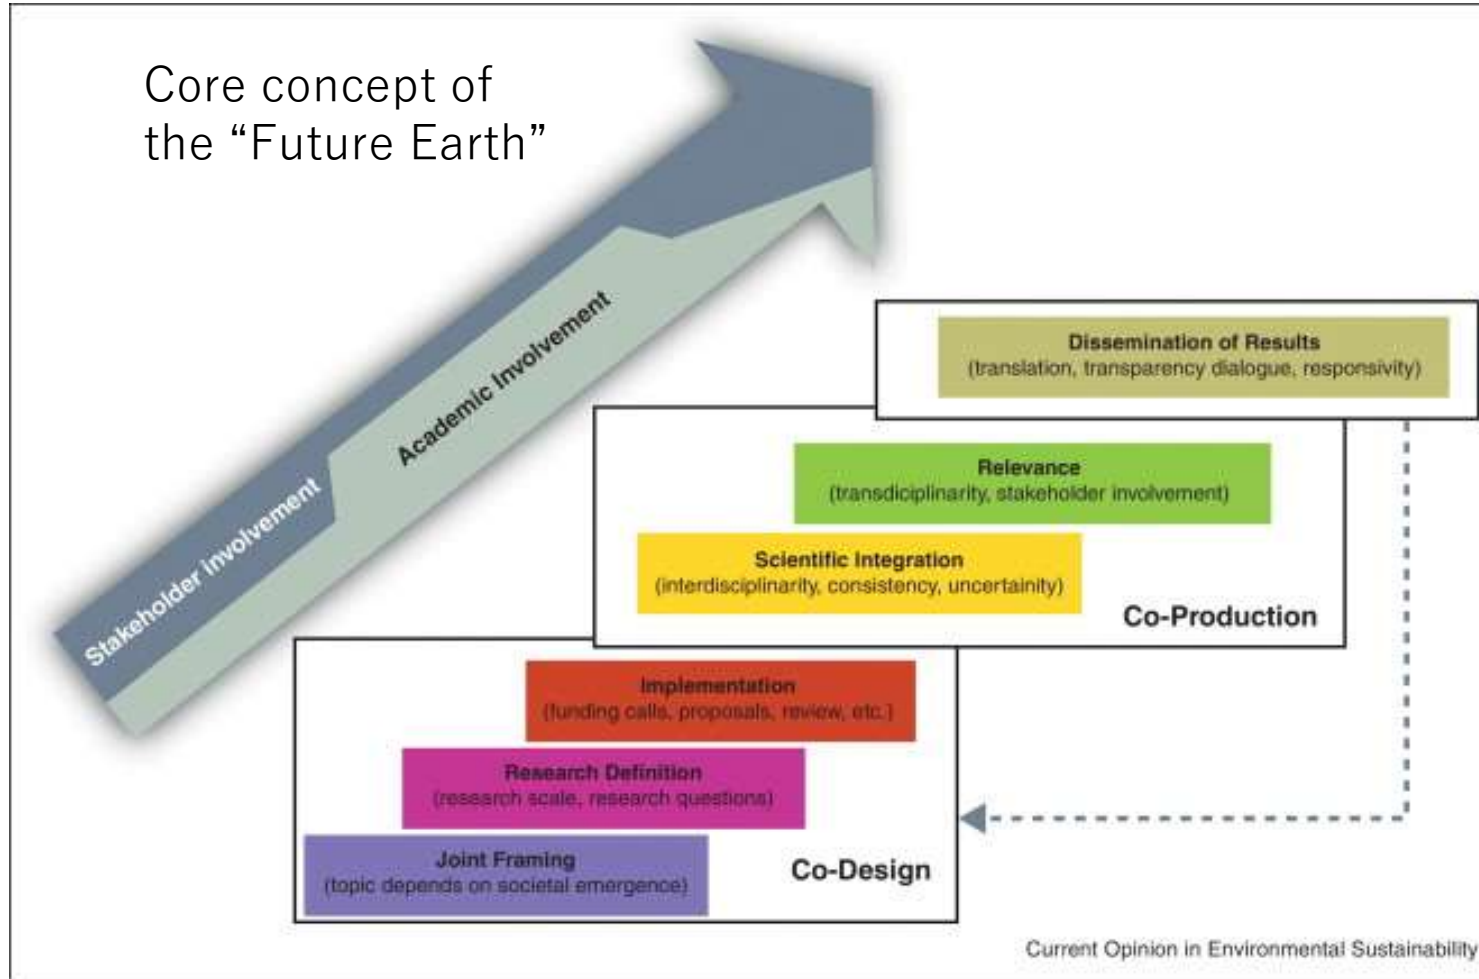 Core concept of
the “Future Earth”
Stakeholder involvement
Academic Involvement
Dissemination of Results
(translation, transparency dialogue, responsivity)
Relevance
(transdiciplinarity, stakeholder involvement)
Scientific Integration
(interdisciplinarity, consistency, uncertainity)
Co-Production
Implementation
(funding calls, proposals, review, etc.)
Research Definition
(research scale, research questions)
Joint Framing
(topic depends on societal emergence)
Co-Design
Current Opinion in Environmental Sustainability